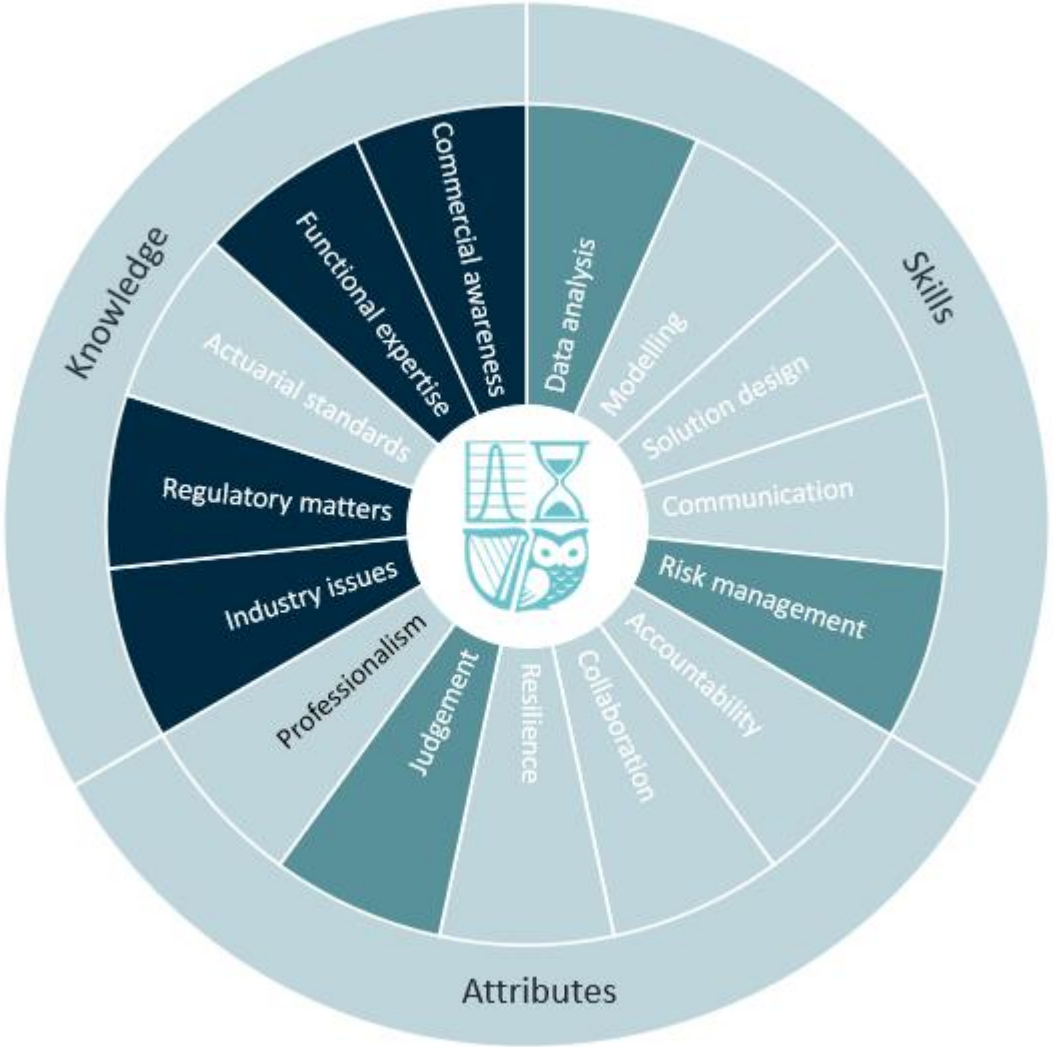 Knowledge
Skills
Attributes
Commercial awareness
Functional expertise
Actuarial standards
Regulatory matters
Industry issues
Data analysis
Modelling
Solution design
Communication
Risk management
Accountability
Collaboration
Resilience
Judgement
Professionalism